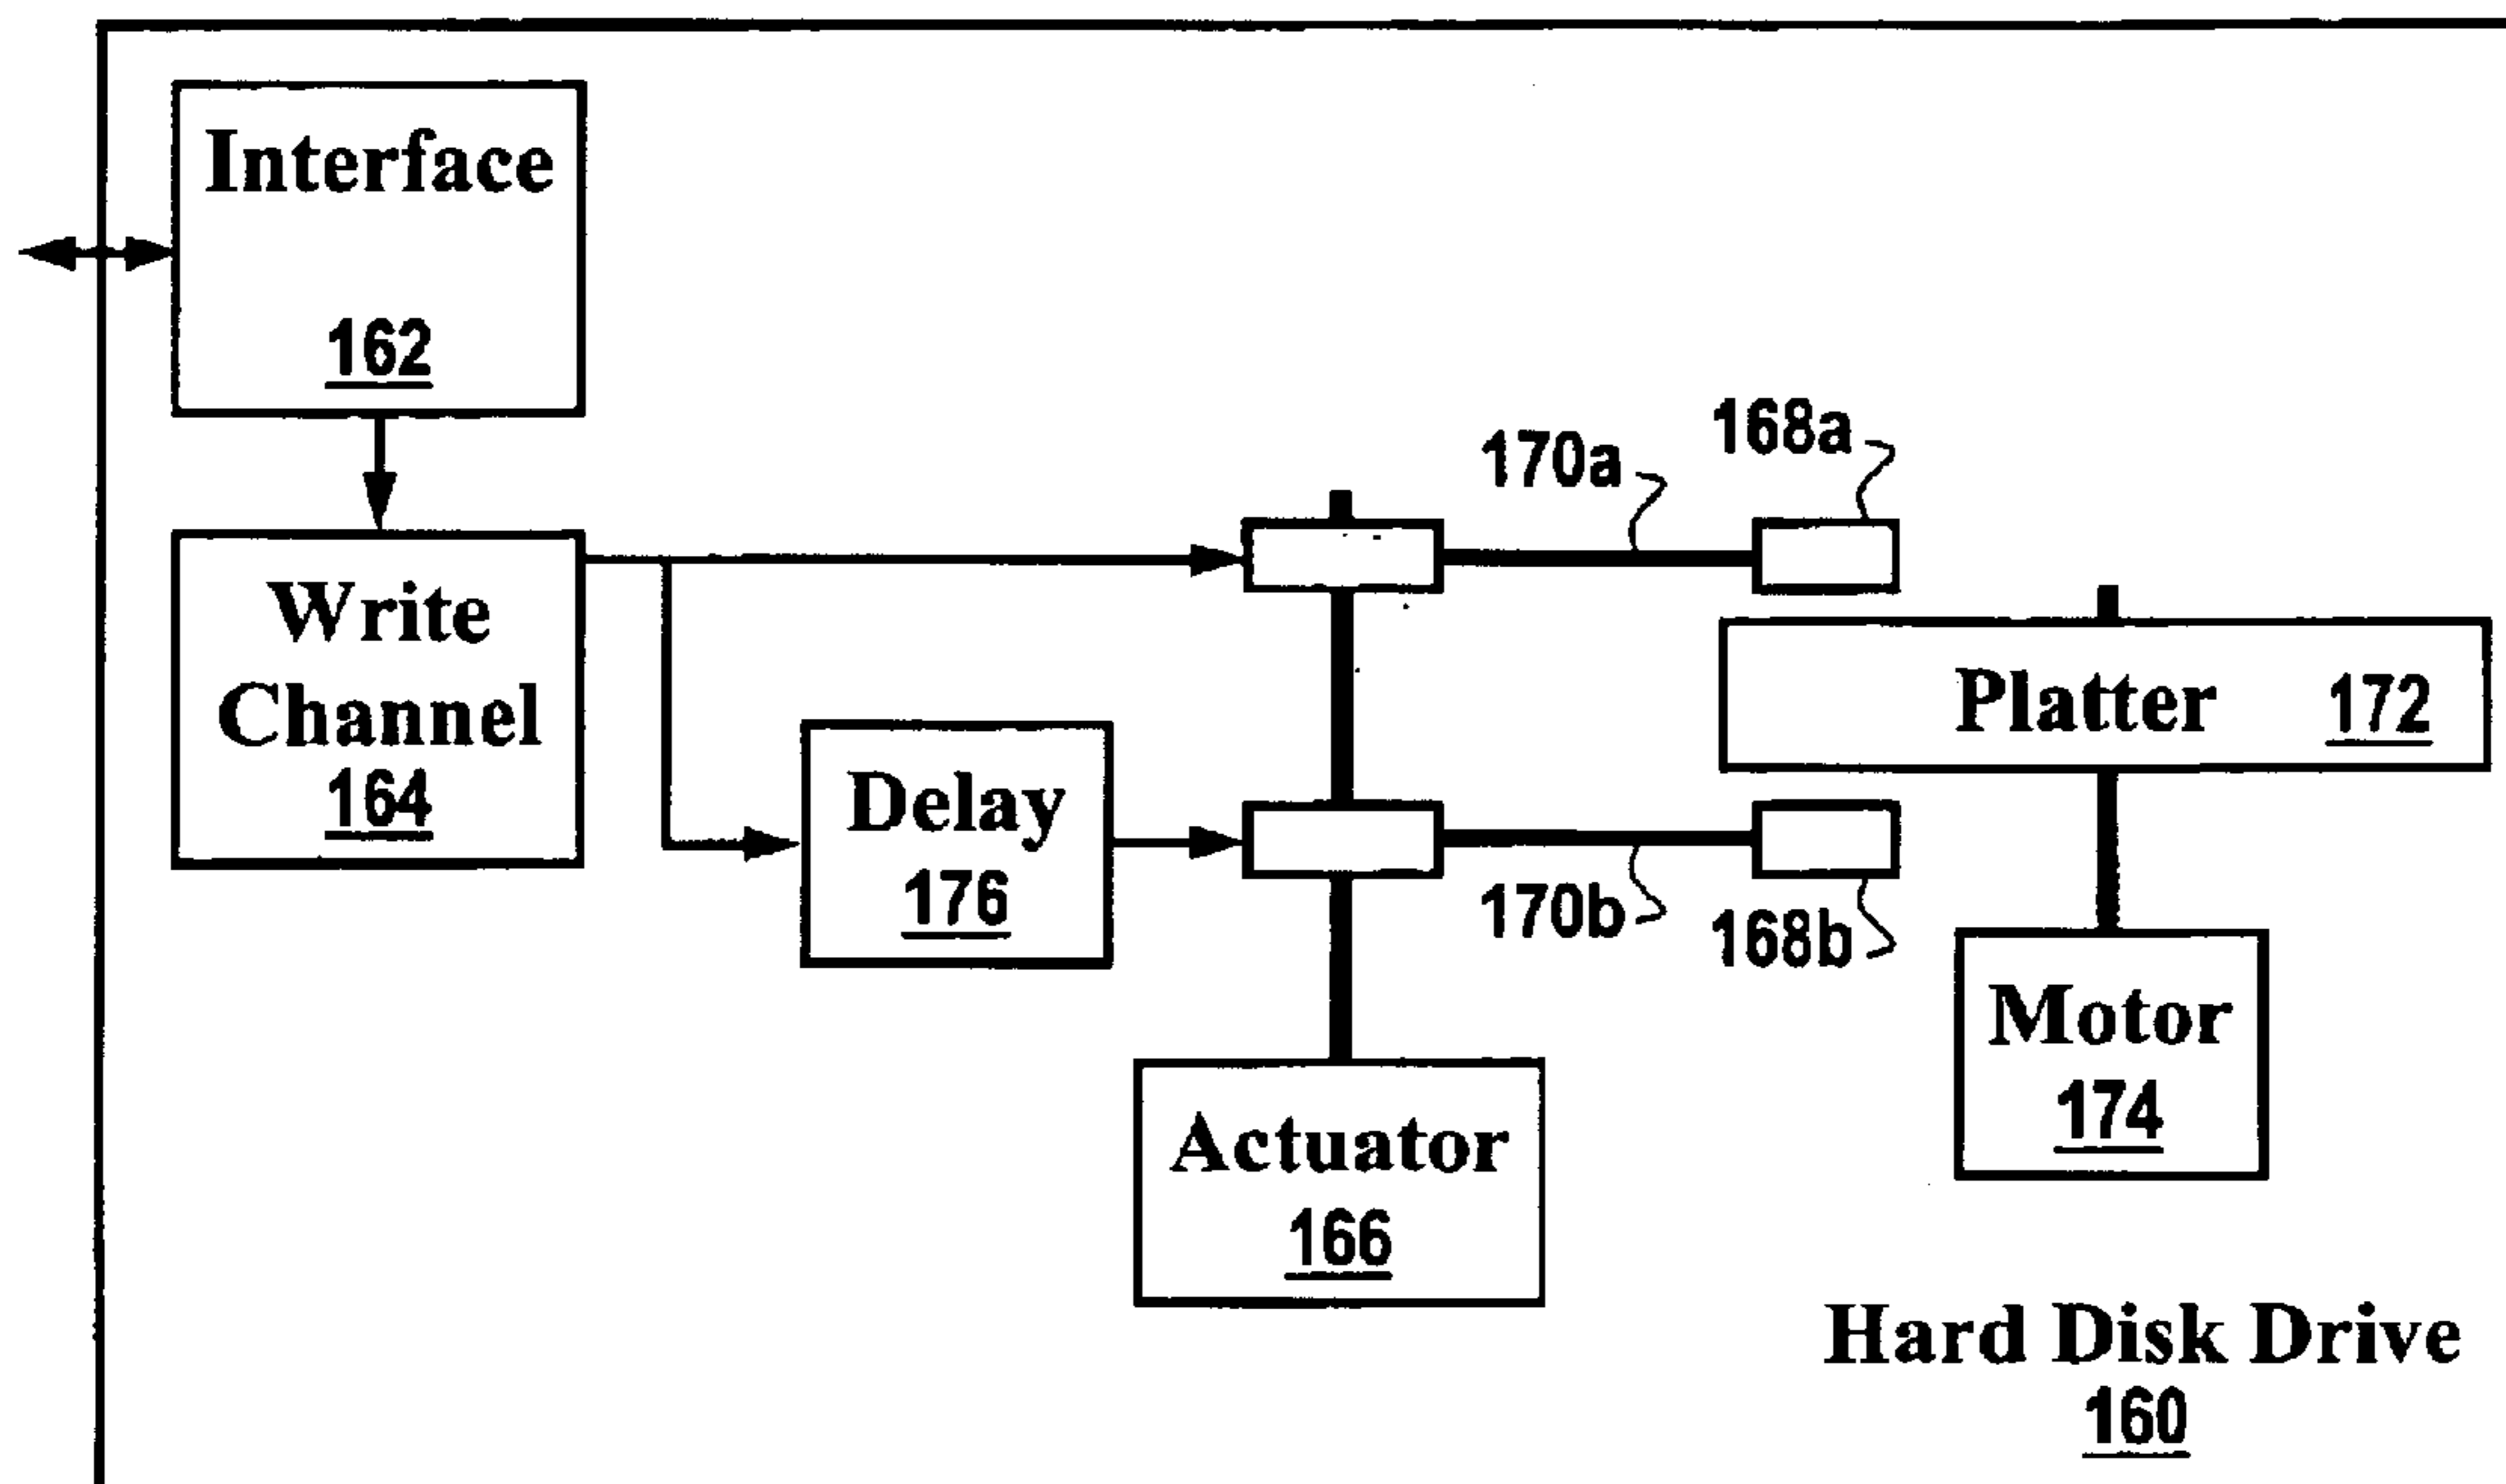 Interface
162
Write
Channel
164
Delay
176
170a
168a
Platter 172
170b
168b
Motor
174
Actuator
166
Hard Disk Drive
160